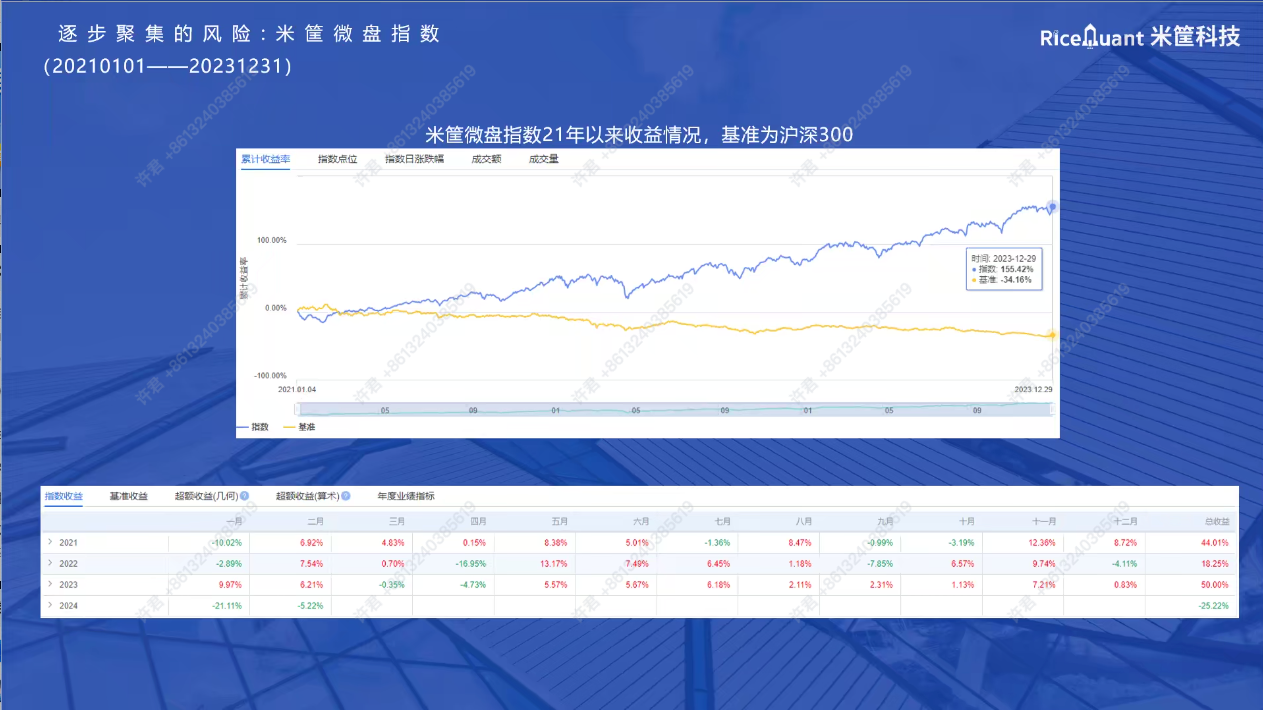 逐步聚集的风险:米筐微盘指数
(20210101——20231231)
RiceQuant 米筐科技
米筐微盘指数21年以来收益情况，基准为沪深300
累计收益率 指数点位 指数日涨跌幅 成交额 成交量
累计收益率
100.00%
0.00%
-100.00%
时间: 2023-12-29
指数: 155.42%
基准: -34.16%
2021.01.04 2023.12.29
05 09 01 05 09 01 05 09
指数 基准
指数收益 基准收益 超额收益(几何) 超额收益(算术) 年度业绩指标
一月 二月 三月 四月 五月 六月 七月 八月 九月 十月 十一月 十二月 总收益
2021 -10.02% 6.92% 4.83% 0.15% 8.38% 5.01% -1.36% 8.47% -0.99% -3.19% 12.36% 8.72% 44.01%
2022 -2.89% 7.54% 0.70% -16.95% 13.17% 7.49% 6.45% 1.18% -7.85% 6.57% 9.74% -4.11% 18.25%
2023 9.97% 6.21% -0.35% -4.73% 5.57% 5.67% 6.18% 2.11% 2.31% 1.13% 7.21% 0.83% 50.00%
2024 -21.11% -5.22% -25.22%
许君 +8613240385619